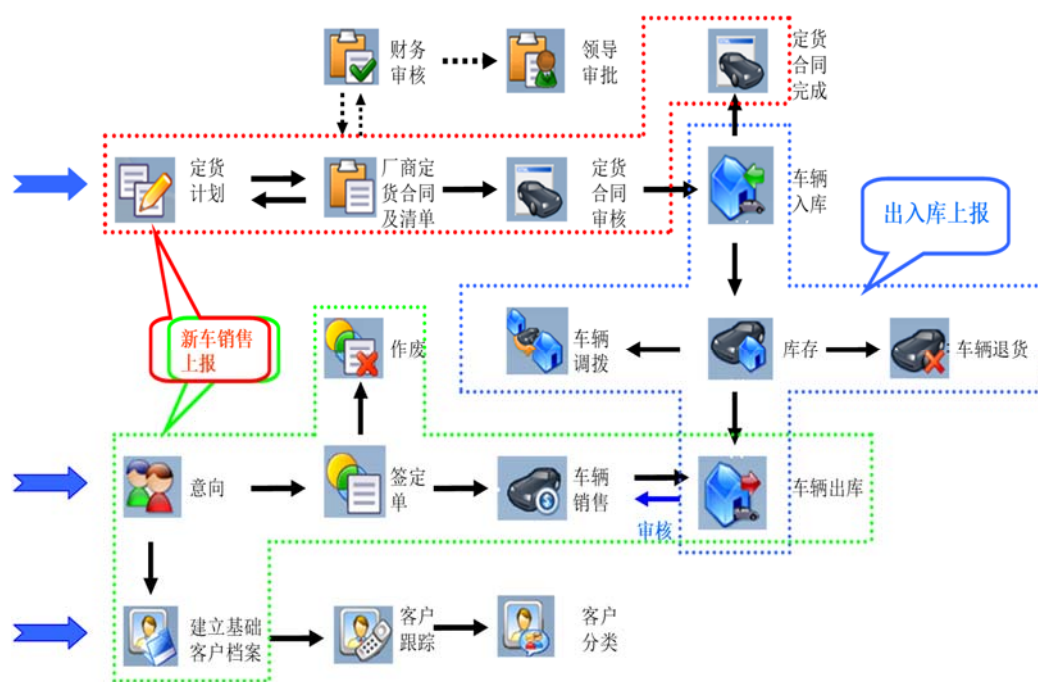 财务
审核
领导
审批
定货
合同
完成
定货
计划
厂商定
货合同
及清单
定货
合同
审核
车辆
入库
出入库上报
新车销售
上报
作废
车辆
调拨
库存
车辆退货
意向
签定
单
车辆
销售
审核
车辆出库
建立基础
客户档案
客户
跟踪
客户
分类